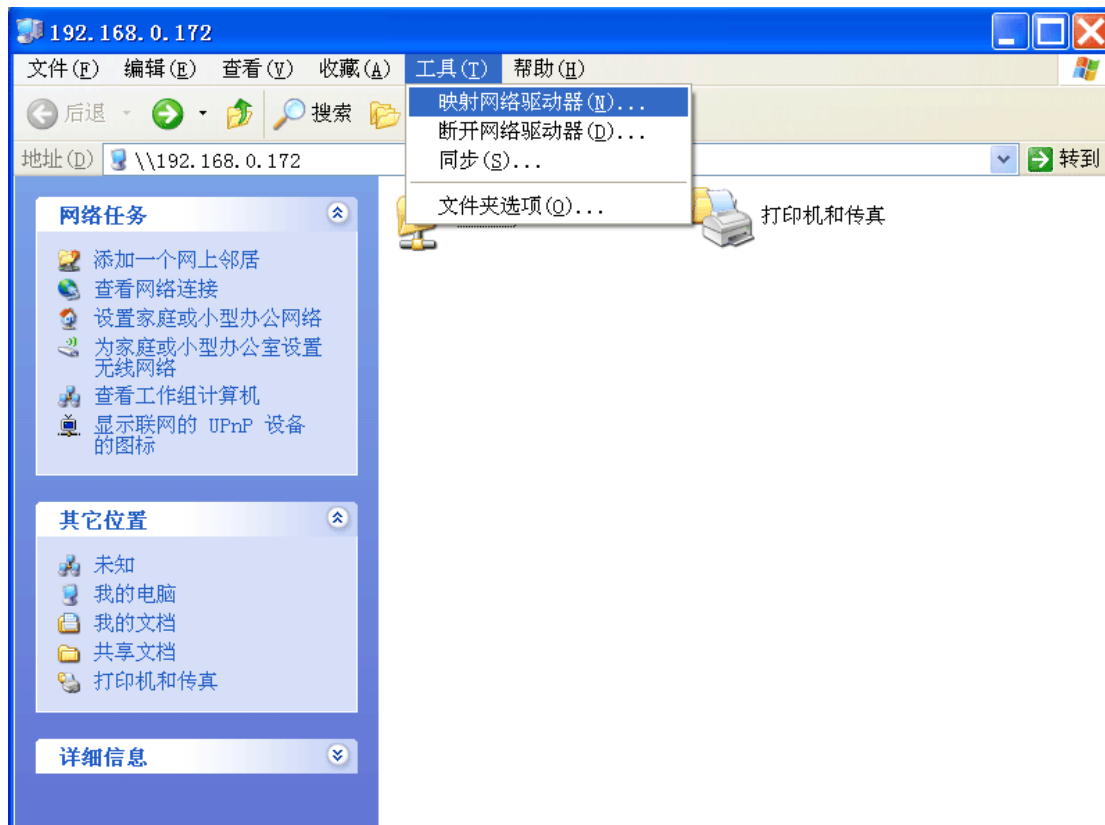 192.168.0.172
文件(F) 编辑(E) 查看(V) 收藏(A) 工具(T) 帮助(H)
后退 搜索
映射网络驱动器(N)...
断开网络驱动器(D)...
同步(S)...
文件夹选项(O)...
地址(D) \\192.168.0.172 转到
网络任务
添加一个网上邻居
查看网络连接
设置家庭或小型办公网络
为家庭或小型办公室设置
无线网络
查看工作组计算机
显示联网的 UPnP 设备
的图标
其它位置
未知
我的电脑
我的文档
共享文档
打印机和传真
详细信息
打印机和传真